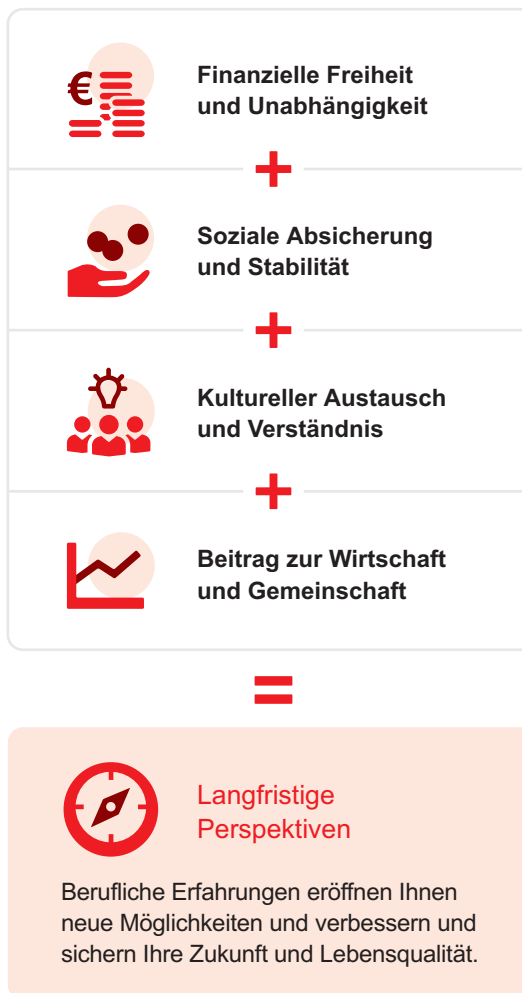 €
Finanzielle Freiheit
und Unabhängigkeit
+
Soziale Absicherung
und Stabilität
+
Kultureller Austausch
und Verständnis
+
Beitrag zur Wirtschaft
und Gemeinschaft
=
Langfristige
Perspektiven
Berufliche Erfahrungen eröffnen Ihnen
neue Möglichkeiten und verbessern und
sichern Ihre Zukunft und Lebensqualität.